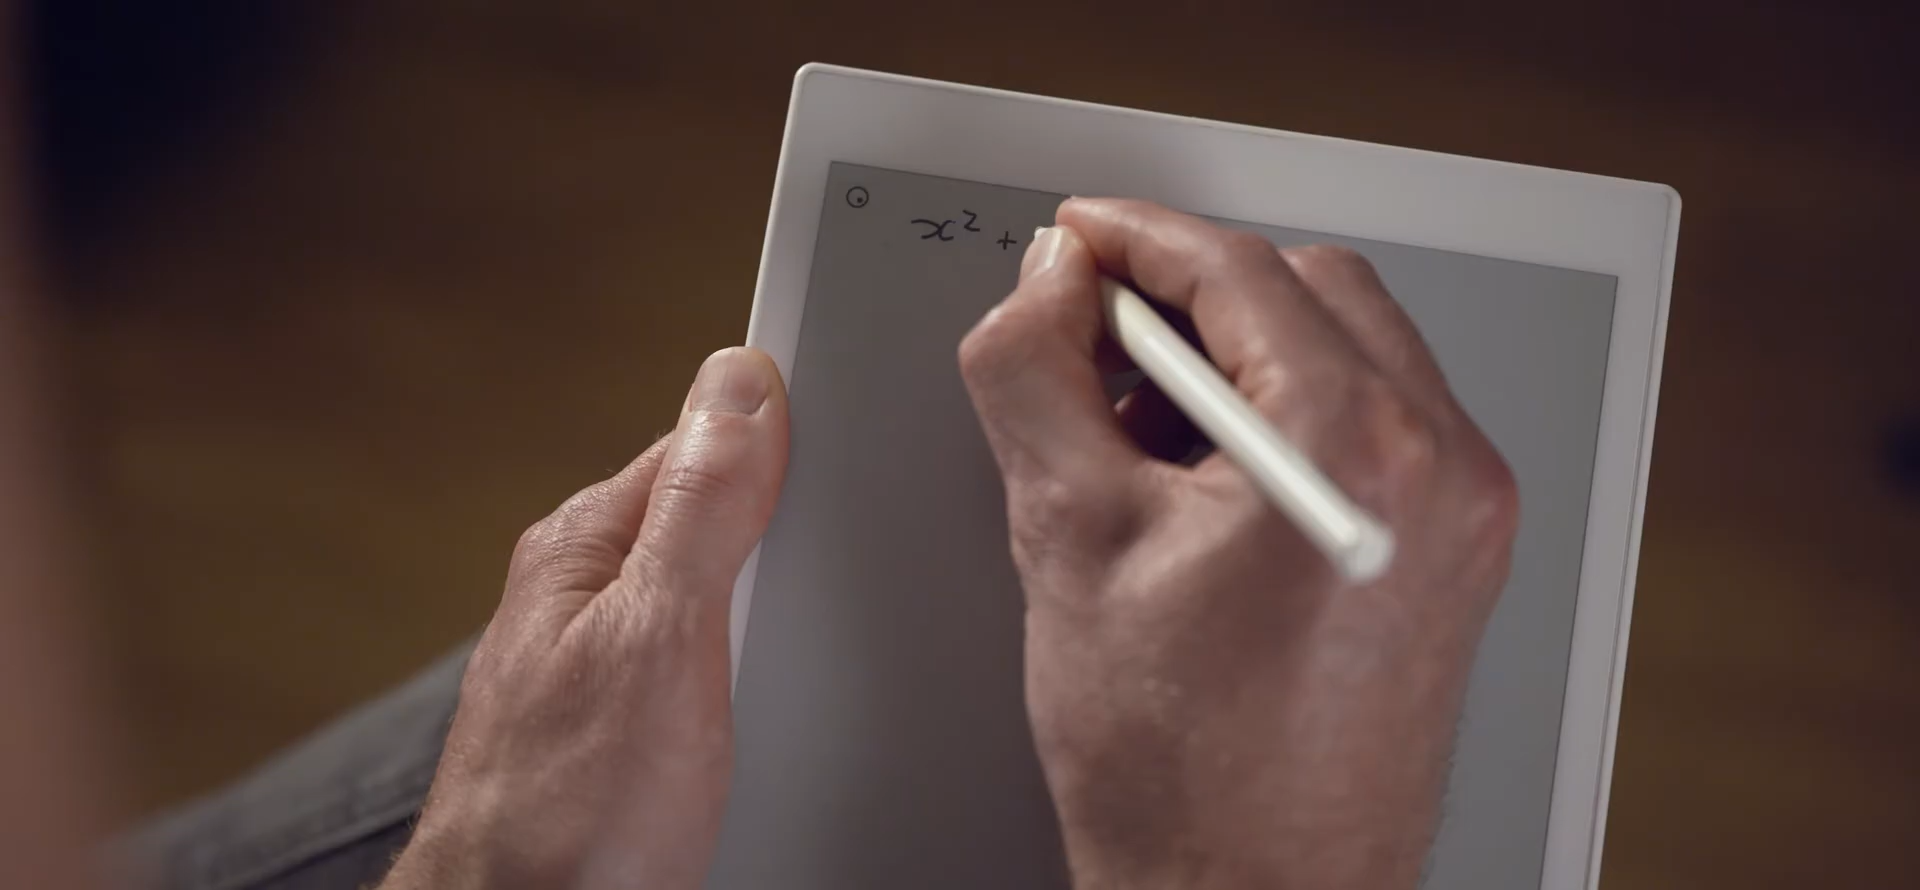 x² +